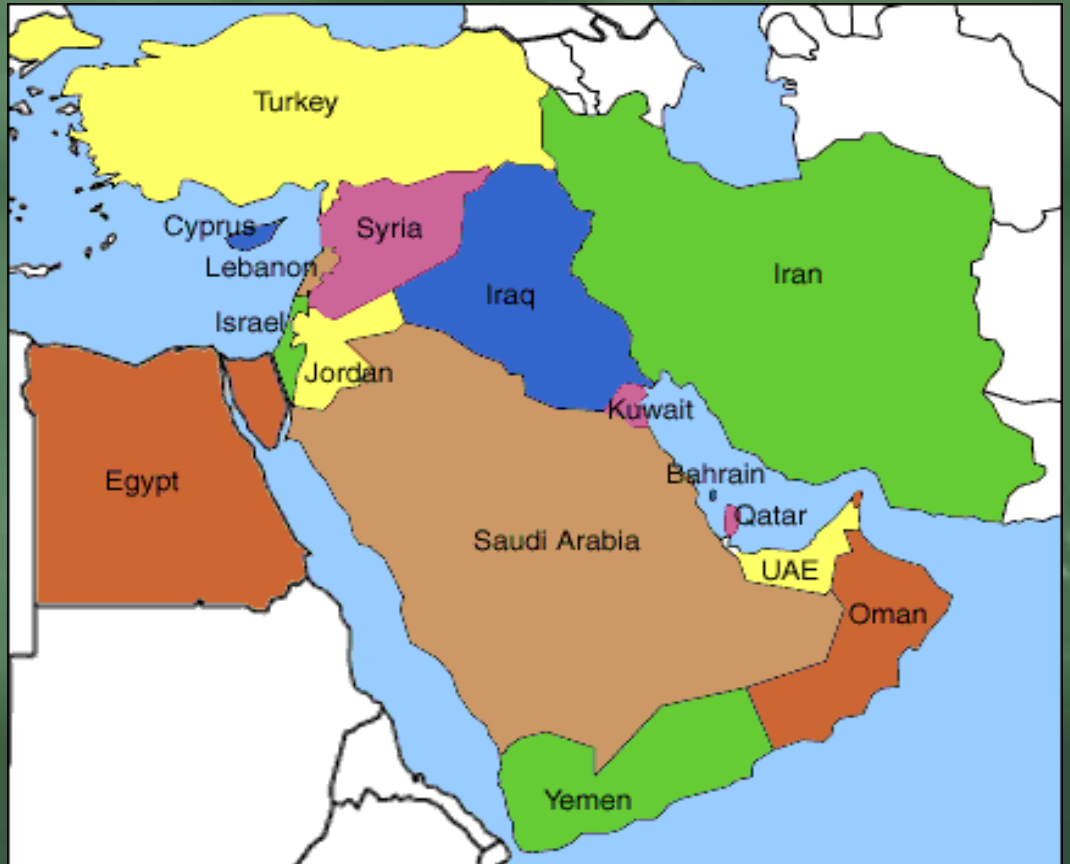 Turkey
Cyprus
Syria
Lebanon
Iran
Iraq
Israel
Jordan
Kuwait
Bahrain
Egypt
Qatar
Saudi Arabia
UAE
Oman
Yemen